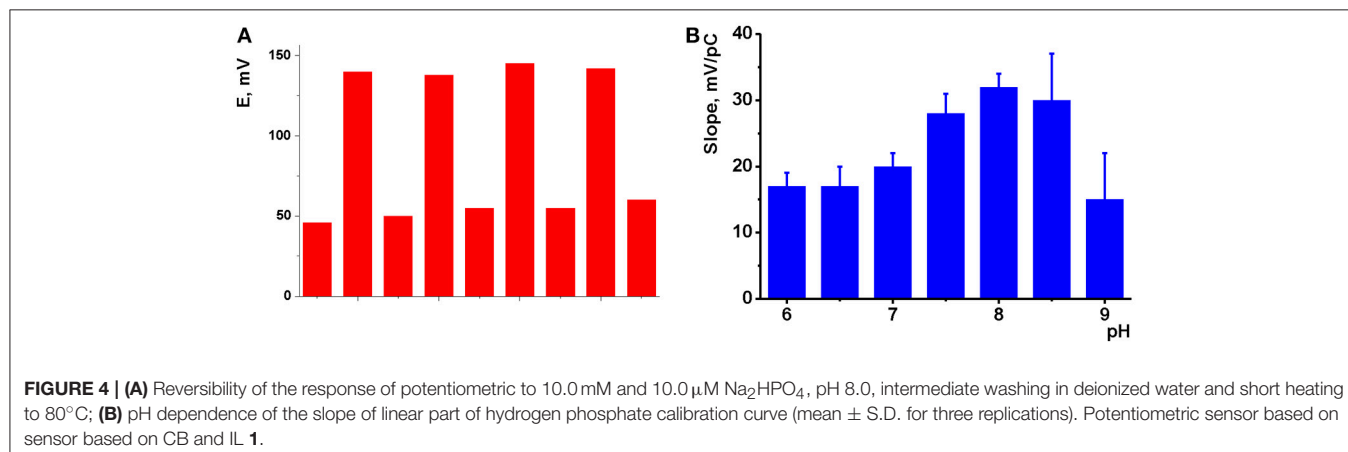 A
E, mV
150
100
50
0
B
Slope, mV/pC
40
30
20
10
0
6
7
8
9
pH
FIGURE 4 | (A) Reversibility of the response of potentiometric to 10.0 mM and 10.0 μM Na₂HPO₄, pH 8.0, intermediate washing in deionized water and short heating
to 80°C; (B) pH dependence of the slope of linear part of hydrogen phosphate calibration curve (mean ± S.D. for three replications). Potentiometric sensor based on
sensor based on CB and IL 1.